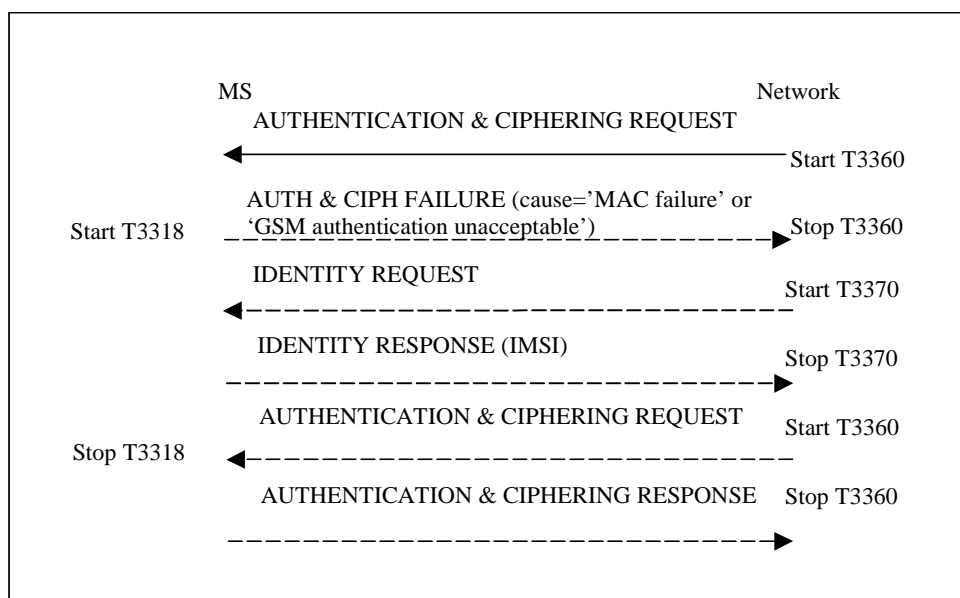 MS Network
AUTHENTICATION & CIPHERING REQUEST
Start T3360
AUTH & CIPH FAILURE (cause=’MAC failure’ or
‘GSM authentication unacceptable’)
Start T3318
Stop T3360
IDENTITY REQUEST
Start T3370
IDENTITY RESPONSE (IMSI)
Stop T3370
AUTHENTICATION & CIPHERING REQUEST
Start T3360
Stop T3318
AUTHENTICATION & CIPHERING RESPONSE
Stop T3360